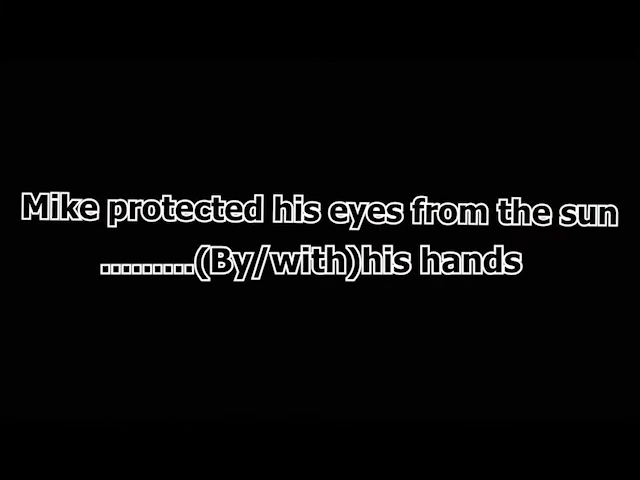 Mike protected his eyes from the sun
.........(By/with)his hands